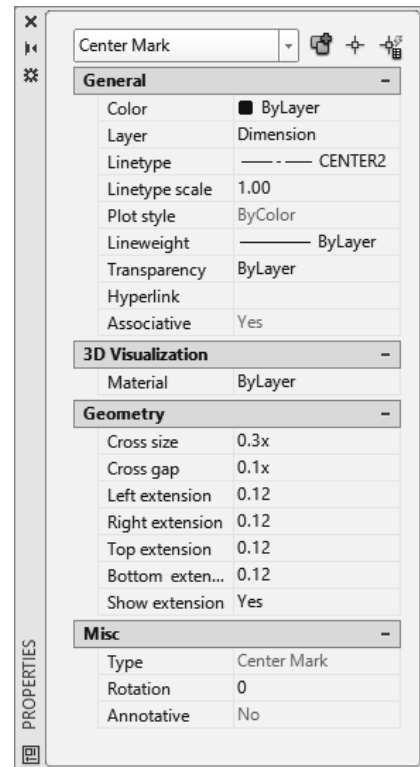 Center Mark
General
Color ByLayer
Layer Dimension
Linetype CENTER2
Linetype scale 1.00
Plot style ByColor
Lineweight ByLayer
Transparency ByLayer
Hyperlink
Associative Yes
3D Visualization
Material ByLayer
Geometry
Cross size 0.3x
Cross gap 0.1x
Left extension 0.12
Right extension 0.12
Top extension 0.12
Bottom exten... 0.12
Show extension Yes
Misc
Type Center Mark
Rotation 0
Annotative No
PROPERTIES